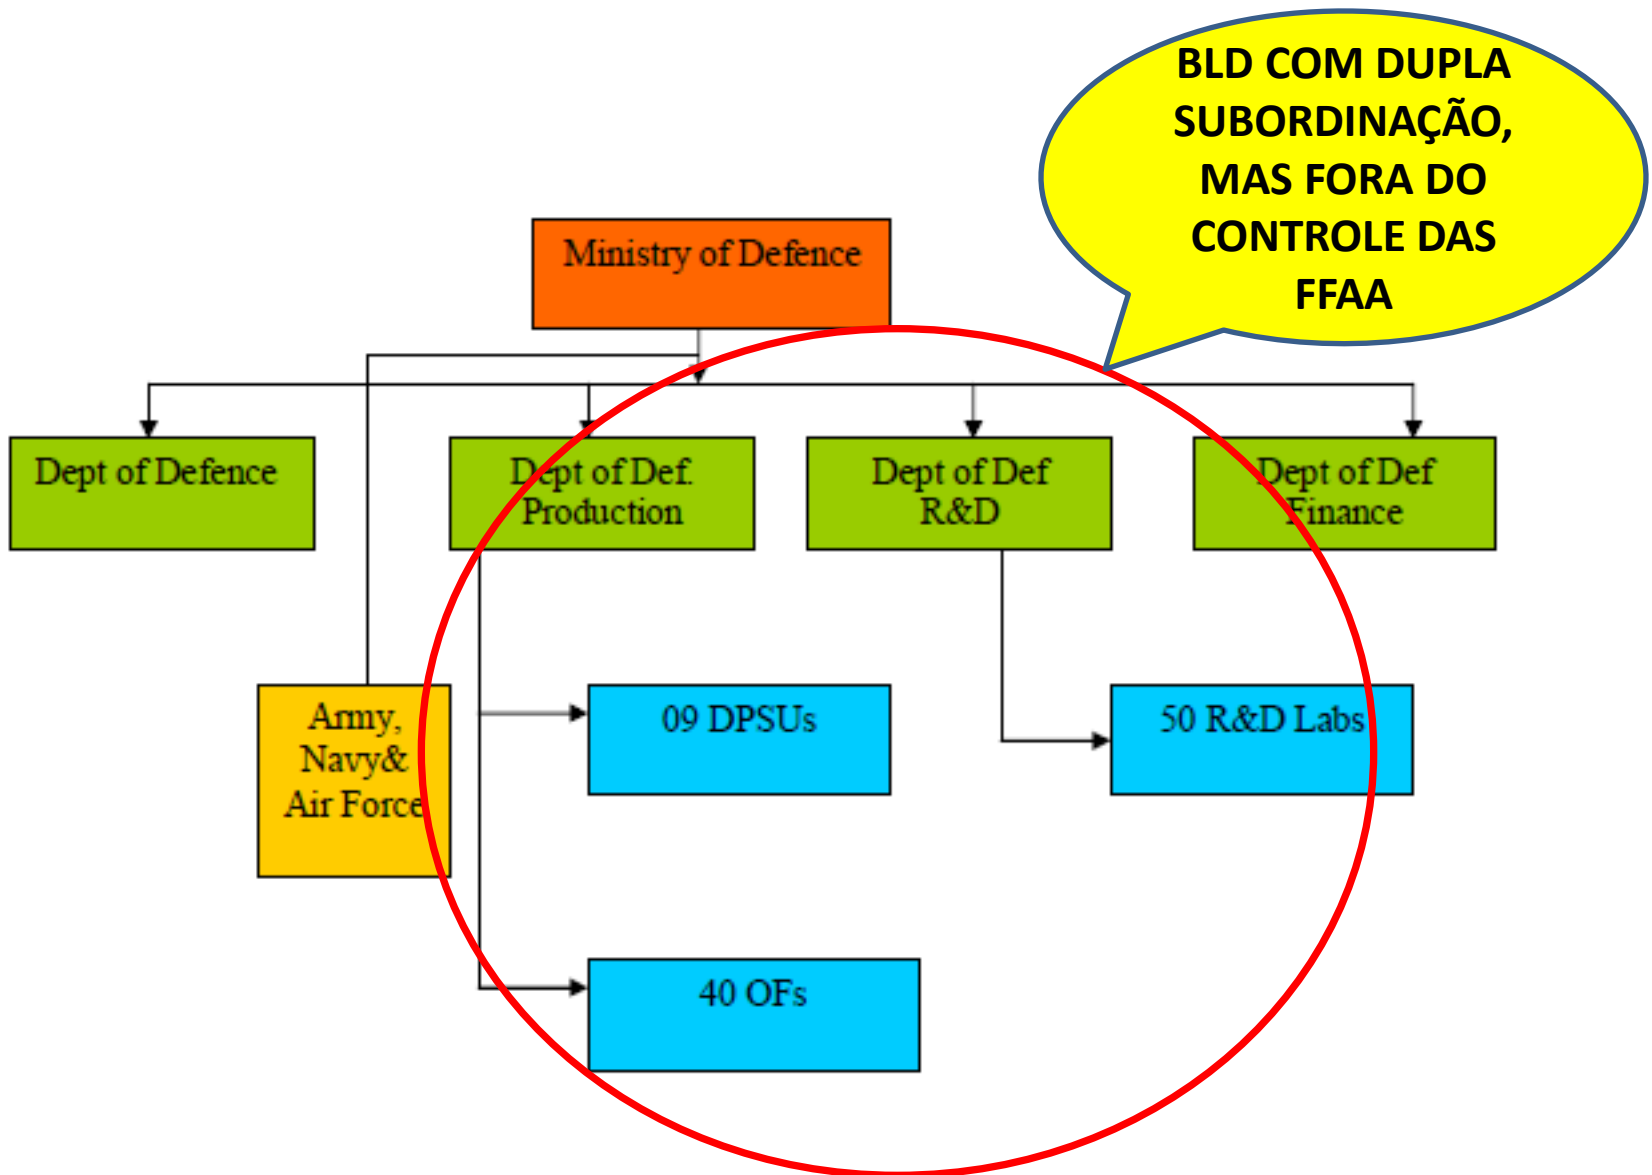 BLD COM DUPLA
SUBORDINAÇÃO,
MAS FORA DO
CONTROLE DAS
FFAA
Ministry of Defence
Dept of Defence
Dept of Def.
Production
Dept of Def
R&D
Dept of Def
Finance
Army,
Navy&
Air Force
09 DPSUs
50 R&D Labs
40 OFs